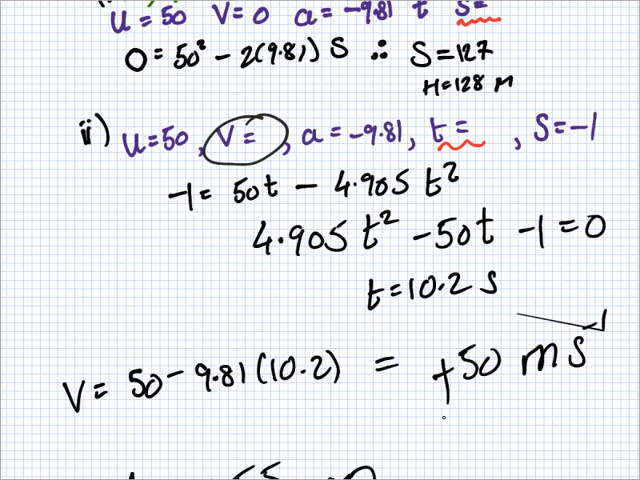 u = 50 V = 0 a = -9.81 t S =
0 = 50² - 2(9.81) S ∴ S = 127
H = 128 M
ii) u = 50, V = , a = -9.81, t = , S = -1
-1 = 50t - 4.905 t²
4.905 t² - 50t - 1 = 0
t = 10.2 s
V = 50 - 9.81 (10.2) = +50 ms⁻¹